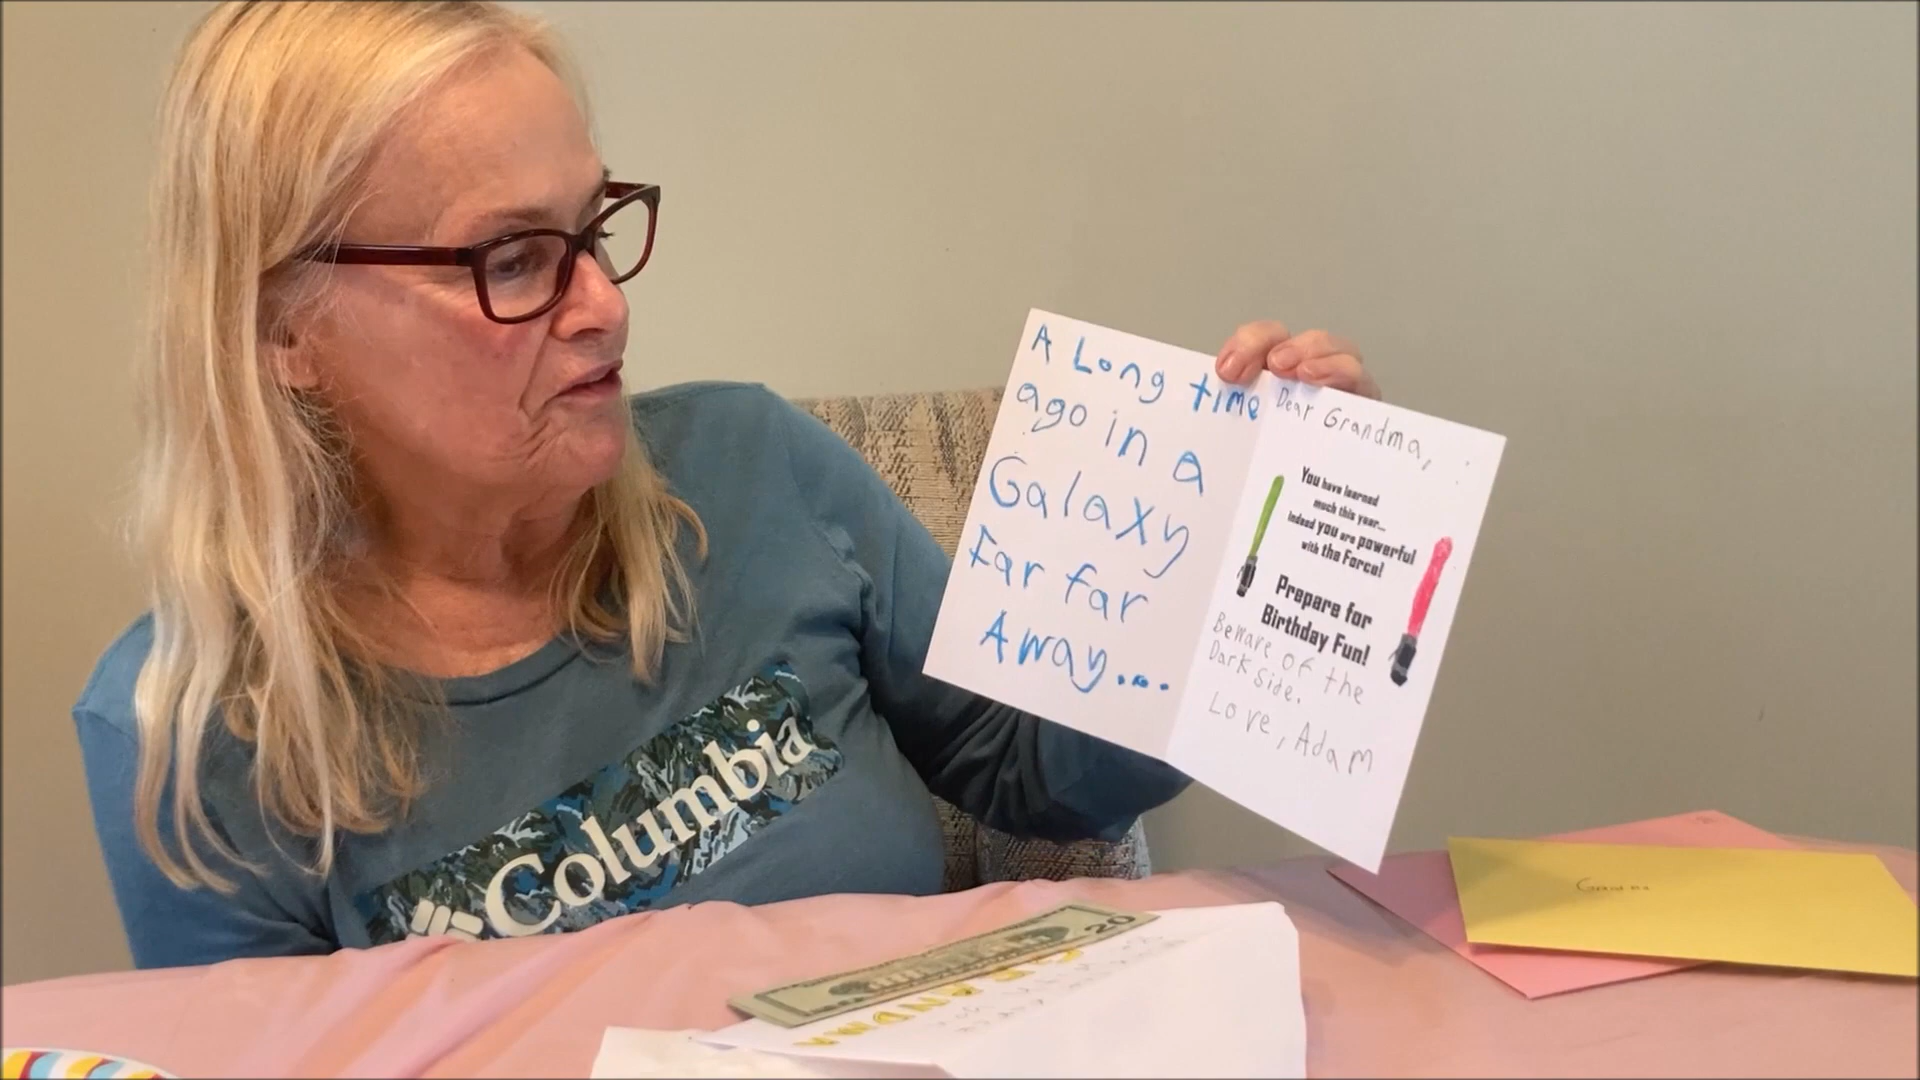 A Long time
ago in a
Galaxy
Far far
Away...
Dear Grandma,
You have learned
much this year...
indeed you are powerful
with the Force!
Prepare for
Birthday Fun!
Beware of the
Dark side.
Love, Adam
Columbia
20
GRANDMA